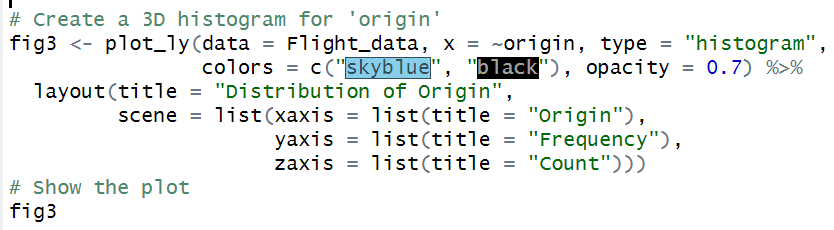 # Create a 3D histogram for 'origin'
fig3 <- plot_ly(data = Flight_data, x = ~origin, type = "histogram",
                colors = c("skyblue", "black"), opacity = 0.7) %>%
  layout(title = "Distribution of Origin",
         scene = list(xaxis = list(title = "Origin"),
                      yaxis = list(title = "Frequency"),
                      zaxis = list(title = "Count")))
# Show the plot
fig3